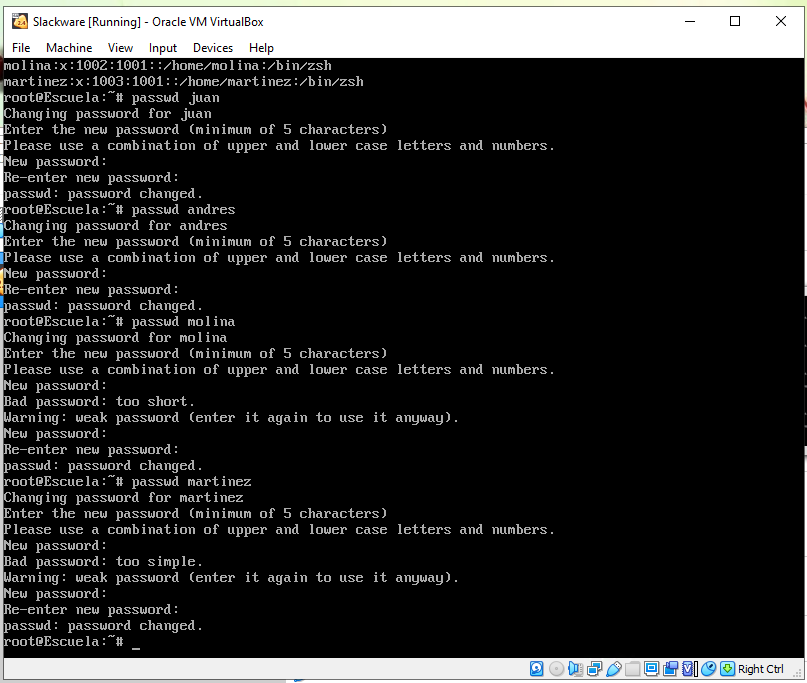 Slackware [Running] - Oracle VM VirtualBox
File Machine View Input Devices Help
molina:x:1002:1001::/home/molina:/bin/zsh
martinez:x:1003:1001::/home/martinez:/bin/zsh
root@Escuela:~# passwd juan
Changing password for juan
Enter the new password (minimum of 5 characters)
Please use a combination of upper and lower case letters and numbers.
New password:
Re-enter new password:
passwd: password changed.
root@Escuela:~# passwd andres
Changing password for andres
Enter the new password (minimum of 5 characters)
Please use a combination of upper and lower case letters and numbers.
New password:
Re-enter new password:
passwd: password changed.
root@Escuela:~# passwd molina
Changing password for molina
Enter the new password (minimum of 5 characters)
Please use a combination of upper and lower case letters and numbers.
New password:
Bad password: too short.
Warning: weak password (enter it again to use it anyway).
New password:
Re-enter new password:
passwd: password changed.
root@Escuela:~# passwd martinez
Changing password for martinez
Enter the new password (minimum of 5 characters)
Please use a combination of upper and lower case letters and numbers.
New password:
Bad password: too simple.
Warning: weak password (enter it again to use it anyway).
New password:
Re-enter new password:
passwd: password changed.
root@Escuela:~# _
Right Ctrl